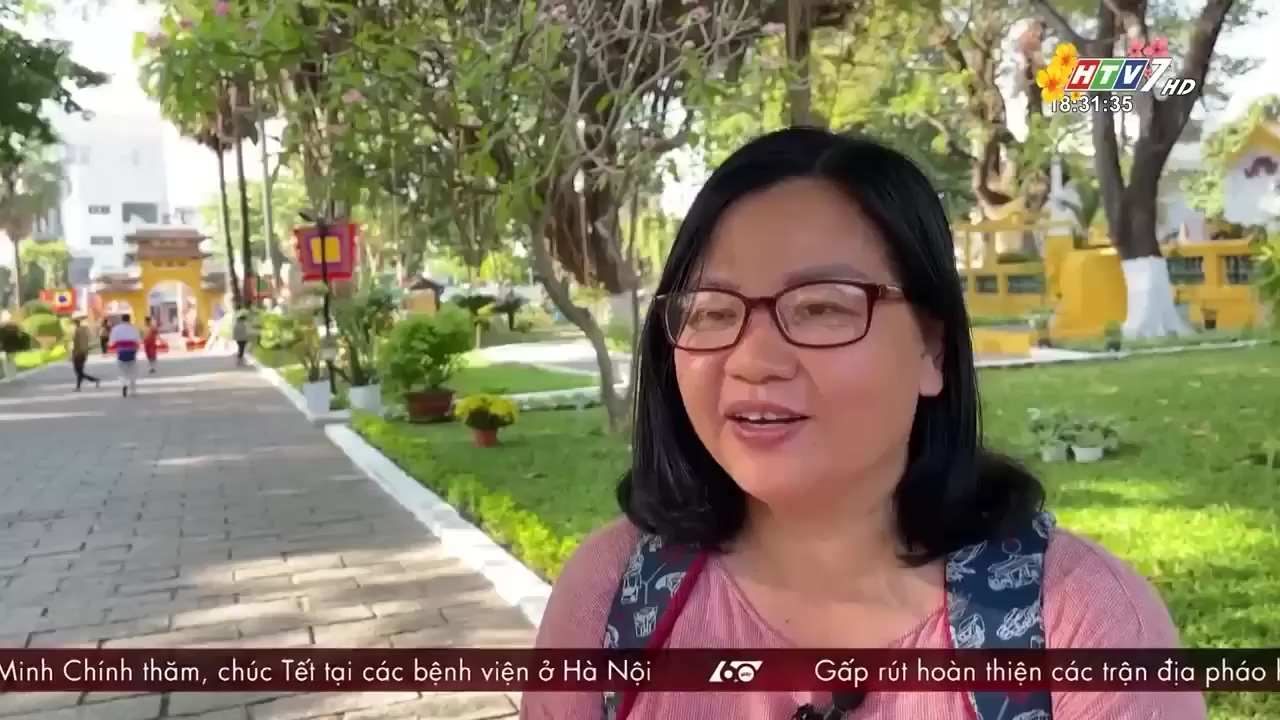 HTV7 HD
18:31:35
Minh Chính thăm, chúc Tết tại các bệnh viện ở Hà Nội 60 Gấp rút hoàn thiện các trận địa pháo